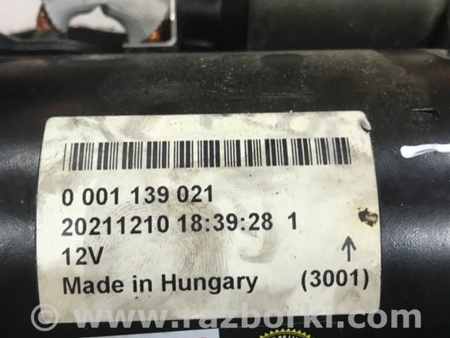 0 001 139 021
20211210 18:39:28 1
12V
Made in Hungary (3001)
© www.razborki.com